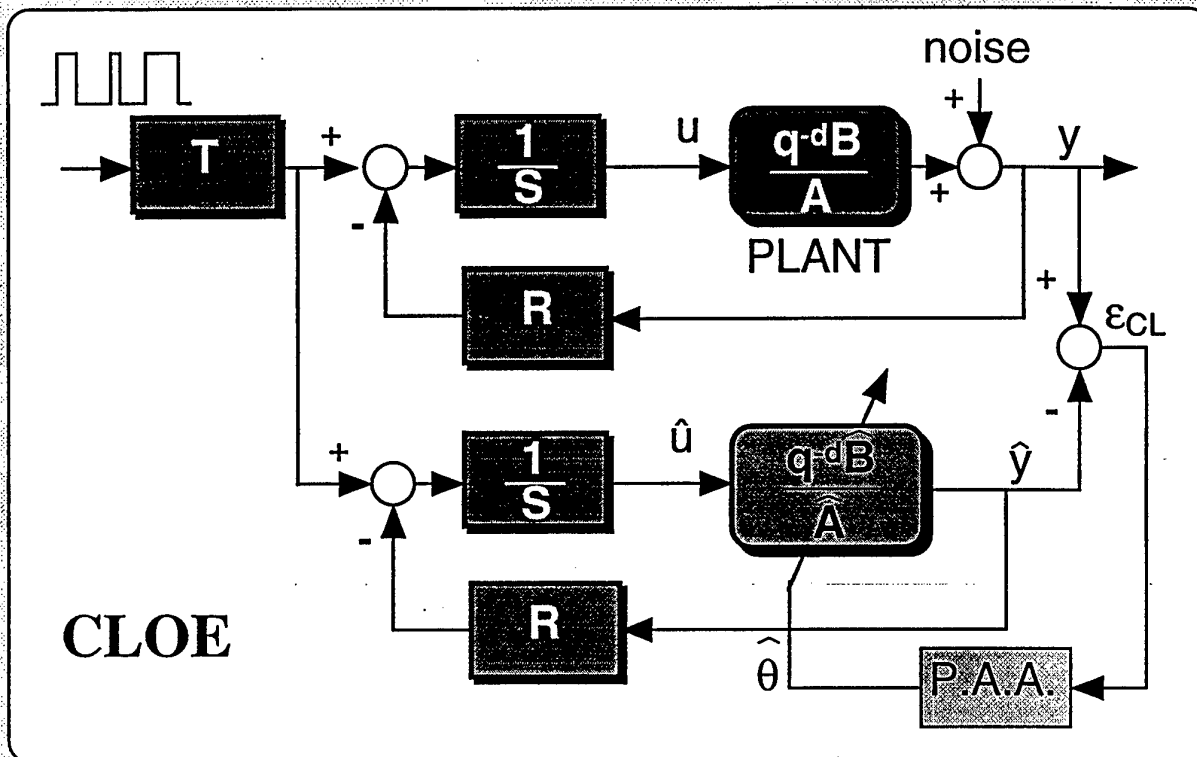 noise
+
T
+
1
S
u
q-dB
A
+
y
-
PLANT
+
R
εCL
-
+
1
S
û
q-dB̂
Â
ŷ
-
R
CLOE
θ̂
P.A.A.